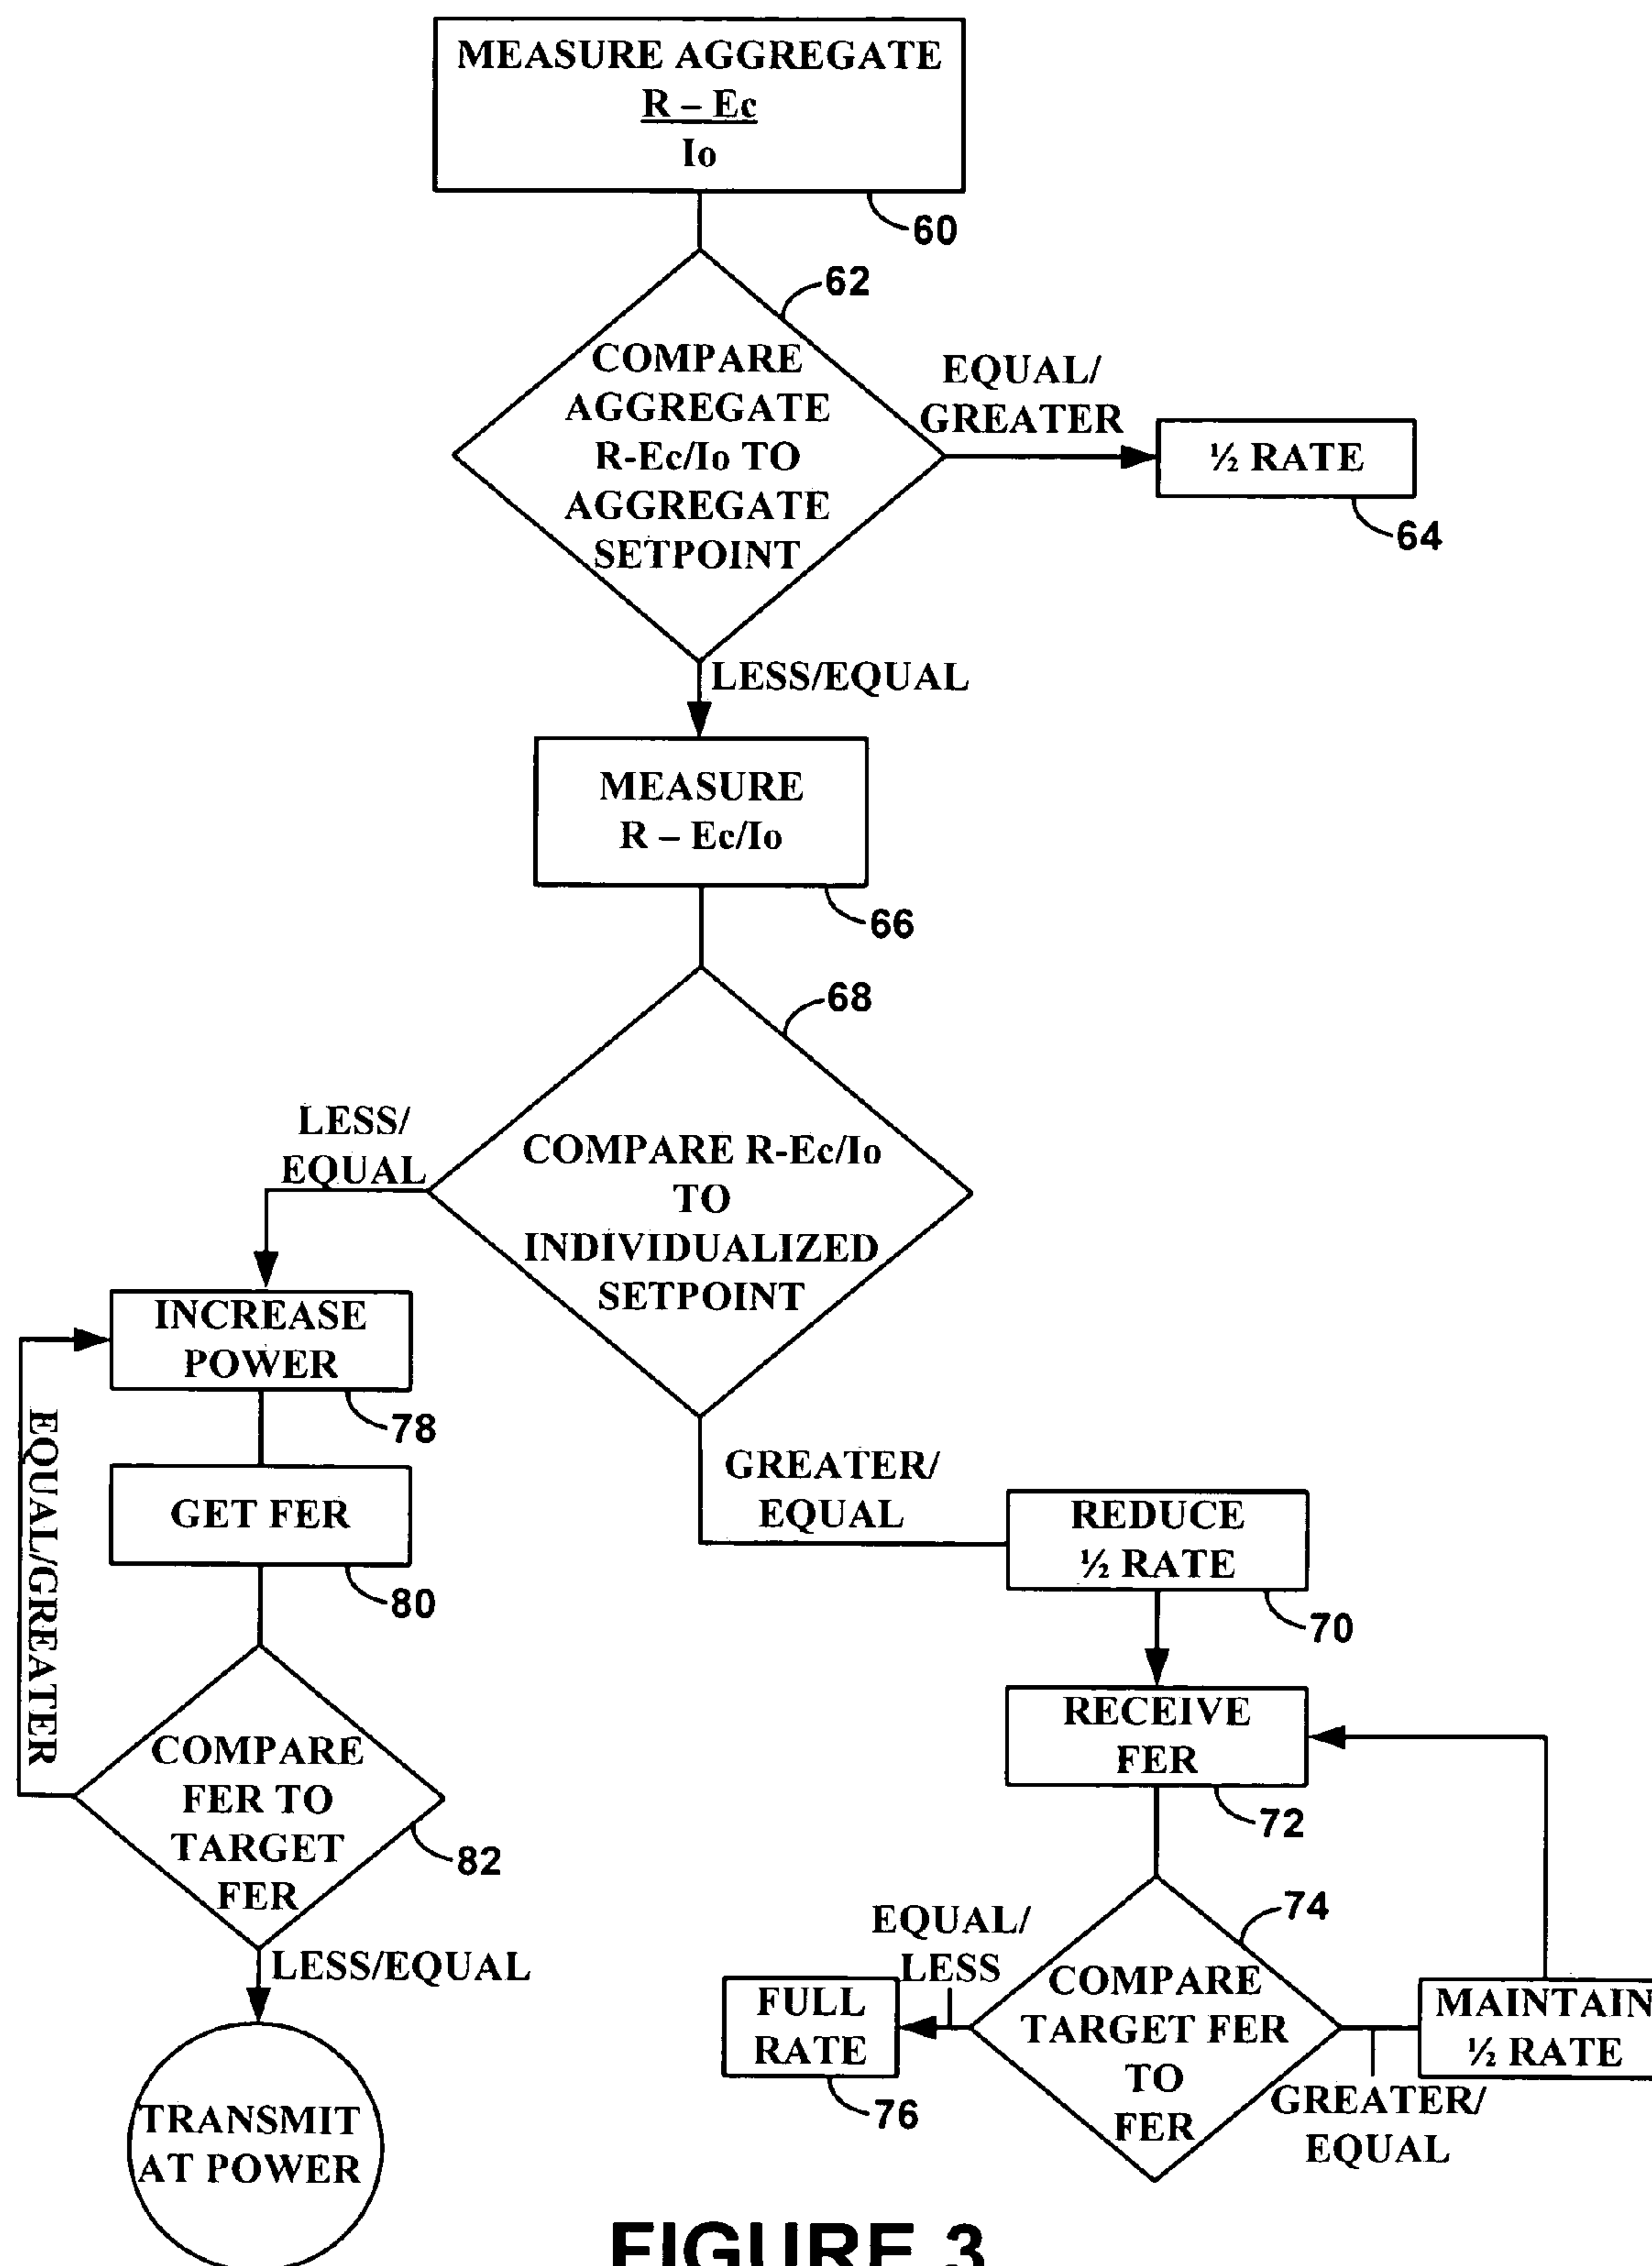 MEASURE AGGREGATE
R – Ec
Io
60
62
COMPARE
AGGREGATE
R-Ec/Io TO
AGGREGATE
SETPOINT
EQUAL/
GREATER
½ RATE
64
LESS/EQUAL
MEASURE
R – Ec/Io
66
68
COMPARE R-Ec/Io
TO
INDIVIDUALIZED
SETPOINT
LESS/
EQUAL
INCREASE
POWER
78
EQUAL/GREATER
GET FER
80
COMPARE
FER TO
TARGET
FER
82
LESS/EQUAL
TRANSMIT
AT POWER
GREATER/
EQUAL
REDUCE
½ RATE
70
RECEIVE
FER
72
74
COMPARE
TARGET FER
TO
FER
EQUAL/
LESS
FULL
RATE
76
MAINTAIN
½ RATE
GREATER/
EQUAL
FIGURE 3